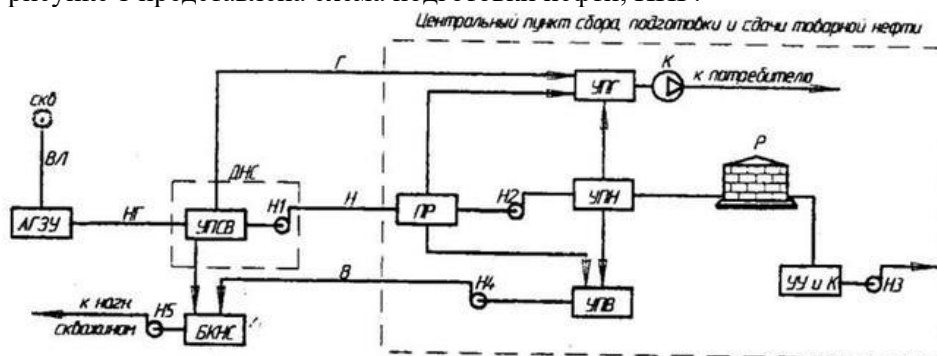 Центральный пункт сбора, подготовки и сдачи товарной нефти
Г
К
к потребителю
скв
УПГ
ВЛ
ДНС
Р
АГЗУ
НГ
УПСВ
Н1
Н
ПР
Н2
УПН
В
Н4
УПВ
УУ и К
Н3
к нагн.
скважинам
Н5
БКНС